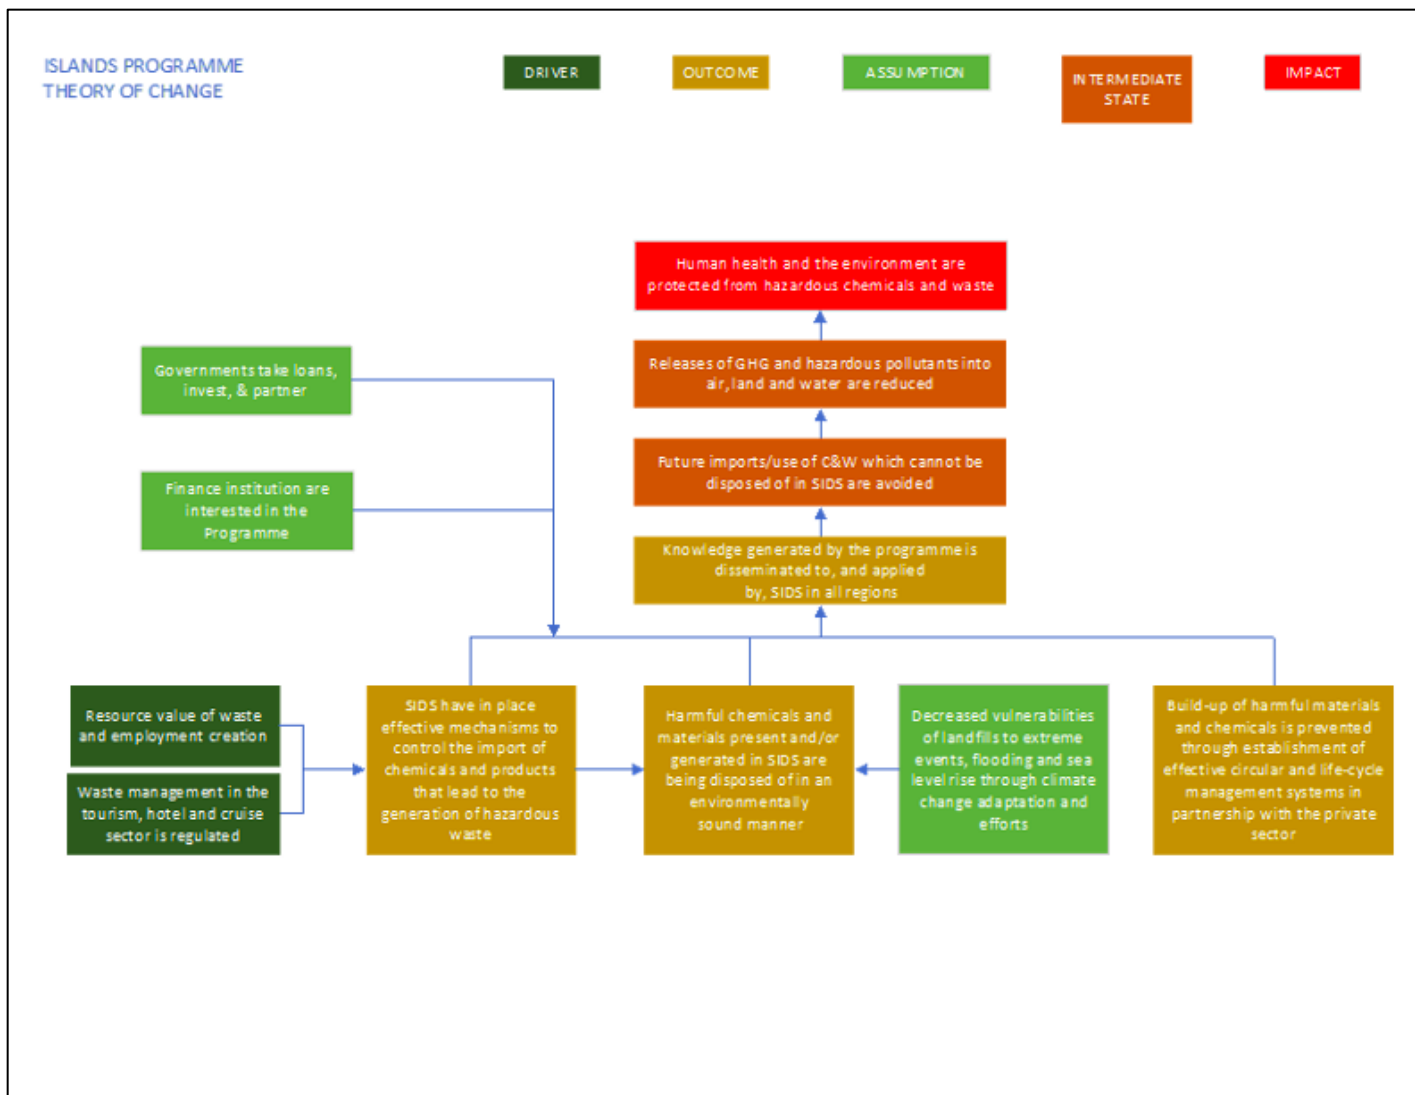 ISLANDS PROGRAMME
THEORY OF CHANGE
DRIVER
OUTCOME
ASSUMPTION
INTERMEDIATE
STATE
IMPACT
Human health and the environment are
protected from hazardous chemicals and waste
Releases of GHG and hazardous pollutants into
air, land and water are reduced
Future imports/use of C&W which cannot be
disposed of in SIDS are avoided
Knowledge generated by the programme is
disseminated to, and applied
by, SIDS in all regions
Governments take loans,
invest, & partner
Finance institution are
interested in the
Programme
Resource value of waste
and employment creation
Waste management in the
tourism, hotel and cruise
sector is regulated
SIDS have in place
effective mechanisms to
control the import of
chemicals and products
that lead to the
generation of hazardous
waste
Harmful chemicals and
materials present and/or
generated in SIDS are
being disposed of in an
environmentally
sound manner
Decreased vulnerabilities
of landfills to extreme
events, flooding and sea
level rise through climate
change adaptation and
efforts
Build-up of harmful materials
and chemicals is prevented
through establishment of
effective circular and life-cycle
management systems in
partnership with the private
sector